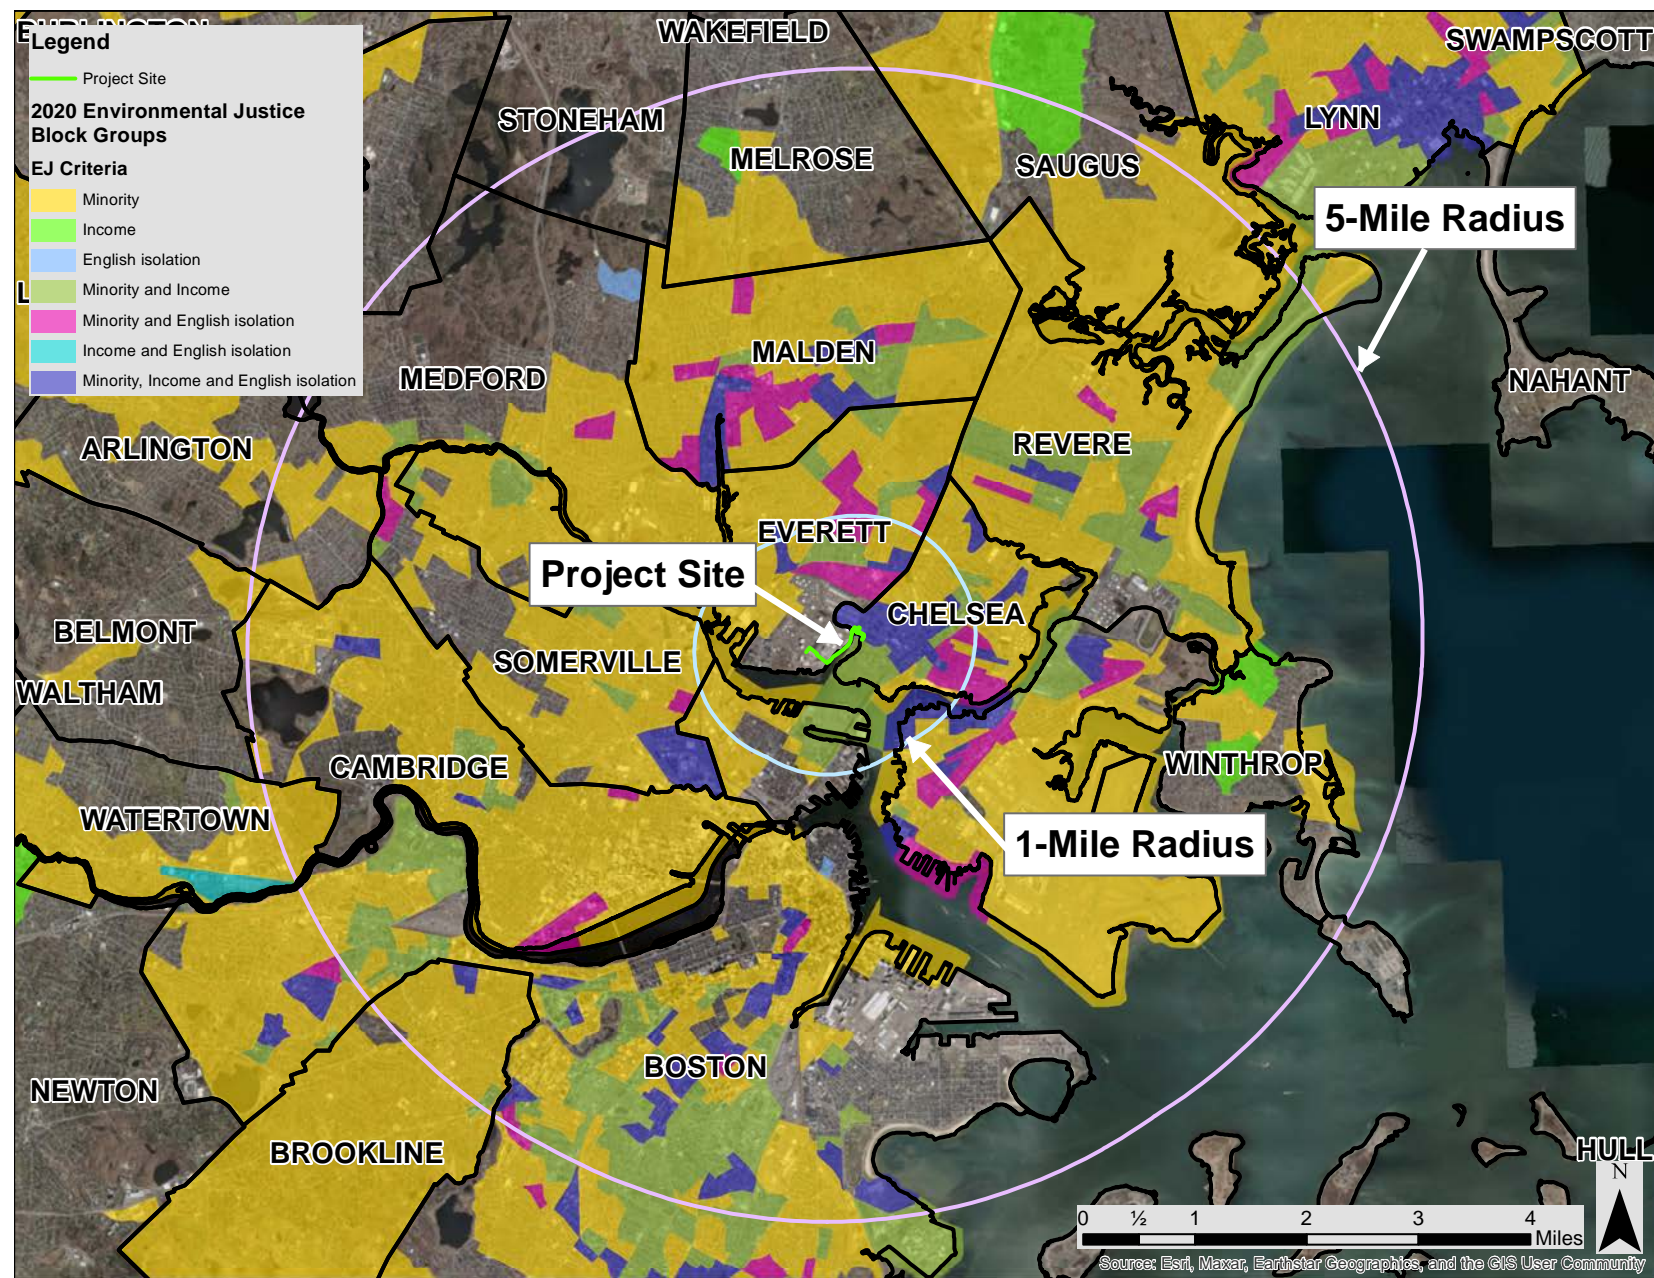 BURLINGTON
Legend
Project Site
2020 Environmental Justice
Block Groups
EJ Criteria
Minority
Income
English isolation
Minority and Income
Minority and English isolation
Income and English isolation
Minority, Income and English isolation
WAKEFIELD
SWAMPSCOTT
STONEHAM
LYNN
MELROSE
SAUGUS
5-Mile Radius
L
MALDEN
MEDFORD
NAHANT
ARLINGTON
REVERE
EVERETT
Project Site
CHELSEA
BELMONT
SOMERVILLE
WALTHAM
CAMBRIDGE
WINTHROP
WATERTOWN
1-Mile Radius
BOSTON
NEWTON
BROOKLINE
HULL
N
0 ½ 1 2 3 4
Miles
Source: Esri, Maxar, Earthstar Geographics, and the GIS User Community